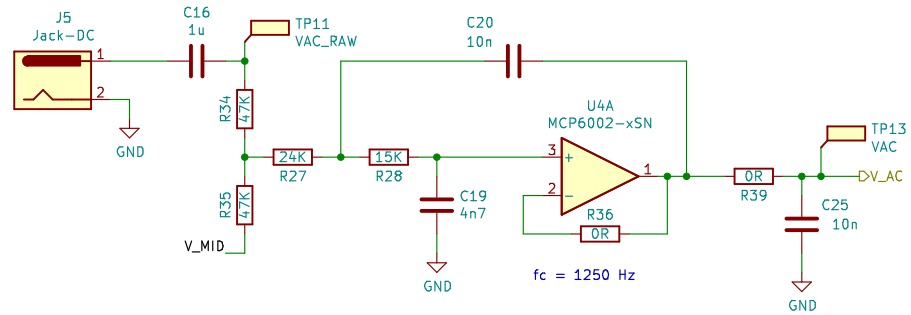 J5
Jack-DC
1
2
GND
C16
1u
TP11
VAC_RAW
R34
47K
R35
47K
V_MID
24K
R27
15K
R28
C19
4n7
GND
C20
10n
U4A
MCP6002-xSN
3
+
2
-
1
R36
0R
fc = 1250 Hz
0R
R39
TP13
VAC
V_AC
C25
10n
GND